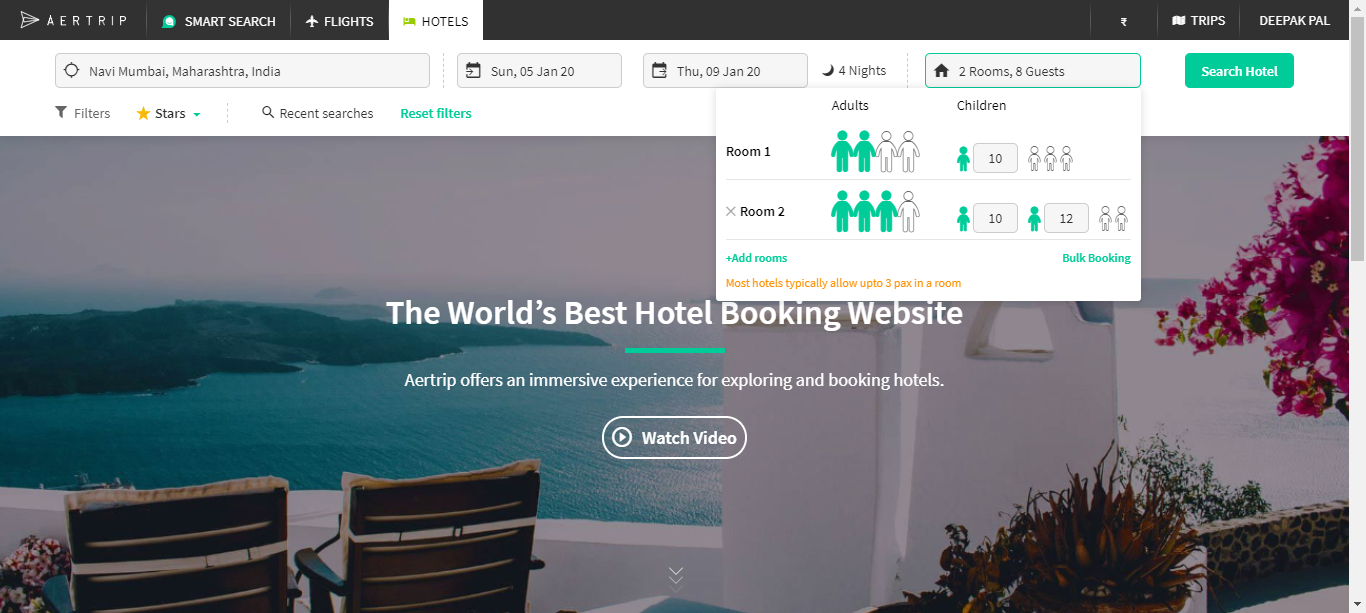 AERTRIP
SMART SEARCH
FLIGHTS
HOTELS
₹
TRIPS
DEEPAK PAL
Navi Mumbai, Maharashtra, India
Sun, 05 Jan 20
Thu, 09 Jan 20
4 Nights
2 Rooms, 8 Guests
Search Hotel
Filters
Stars
Recent searches
Reset filters
Adults
Children
Room 1
10
Room 2
10
12
+Add rooms
Bulk Booking
Most hotels typically allow upto 3 pax in a room
The World’s Best Hotel Booking Website
Aertrip offers an immersive experience for exploring and booking hotels.
Watch Video